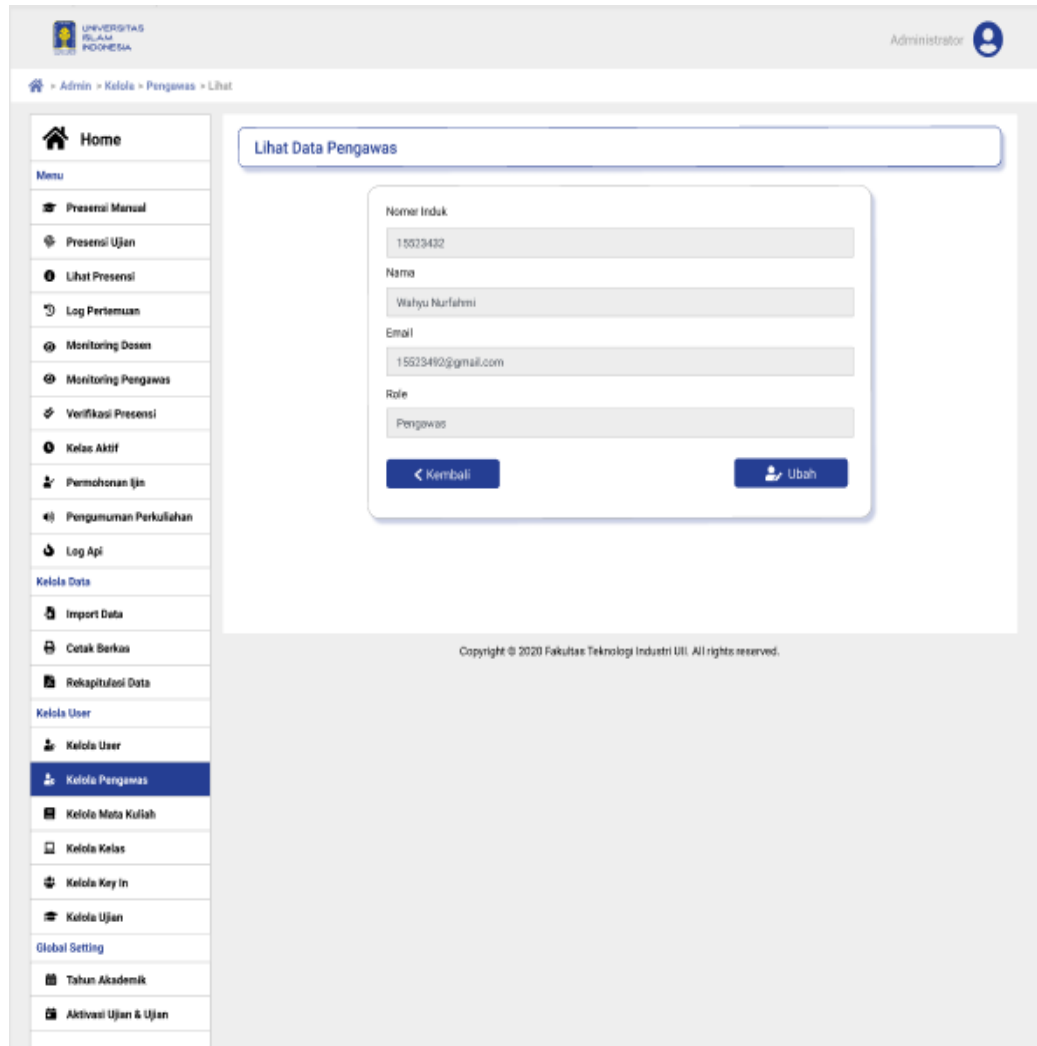 UNIVERSITAS
ISLAM
INDONESIA
Administrator
> Admin > Kelola > Pengawas > Lihat
Home
Menu
Presensi Manual
Presensi Ujian
Lihat Presensi
Log Pertemuan
Monitoring Dosen
Monitoring Pengawas
Verifikasi Presensi
Kelas Aktif
Permohonan Ijin
Pengumuman Perkuliahan
Log Api
Kelola Data
Import Data
Cetak Berkas
Rekapitulasi Data
Kelola User
Kelola User
Kelola Pengawas
Kelola Mata Kuliah
Kelola Kelas
Kelola Key In
Kelola Ujian
Global Setting
Tahun Akademik
Aktivasi Ujian & Ujian
Lihat Data Pengawas
Nomer Induk
15523432
Nama
Wahyu Nurfahmi
Email
15523492@gmail.com
Role
Pengawas
Kembali
Ubah
Copyright © 2020 Fakultas Teknologi Industri UII. All rights reserved.